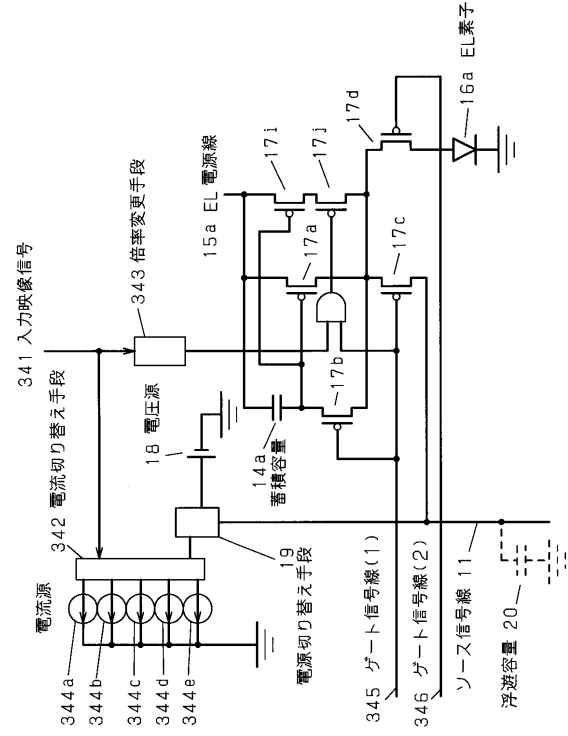 341 入力映像信号
342 電流切り替え手段
343 倍率変更手段
電流源
344a
344b
344c
344d
344e
18 電圧源
19
電源切り替え手段
14a
蓄積容量
15a EL 電源線
17i
17j
17a
17b
17c
17d
16a EL素子
345 ゲート信号線(1)
346 ゲート信号線(2)
ソース信号線 11
浮遊容量 20